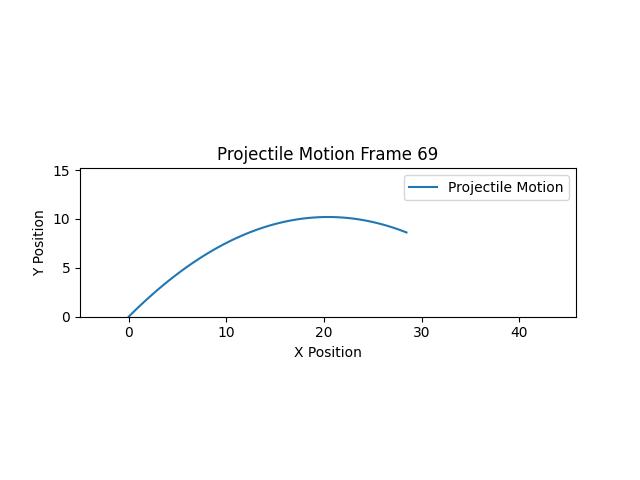 Projectile Motion Frame 69
Projectile Motion
15
10
5
0
Y Position
0 10 20 30 40
X Position